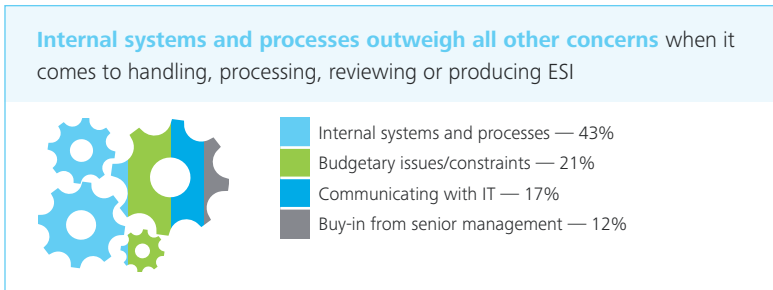 Internal systems and processes outweigh all other concerns when it
comes to handling, processing, reviewing or producing ESI
Internal systems and processes — 43%
Budgetary issues/constraints — 21%
Communicating with IT — 17%
Buy-in from senior management — 12%